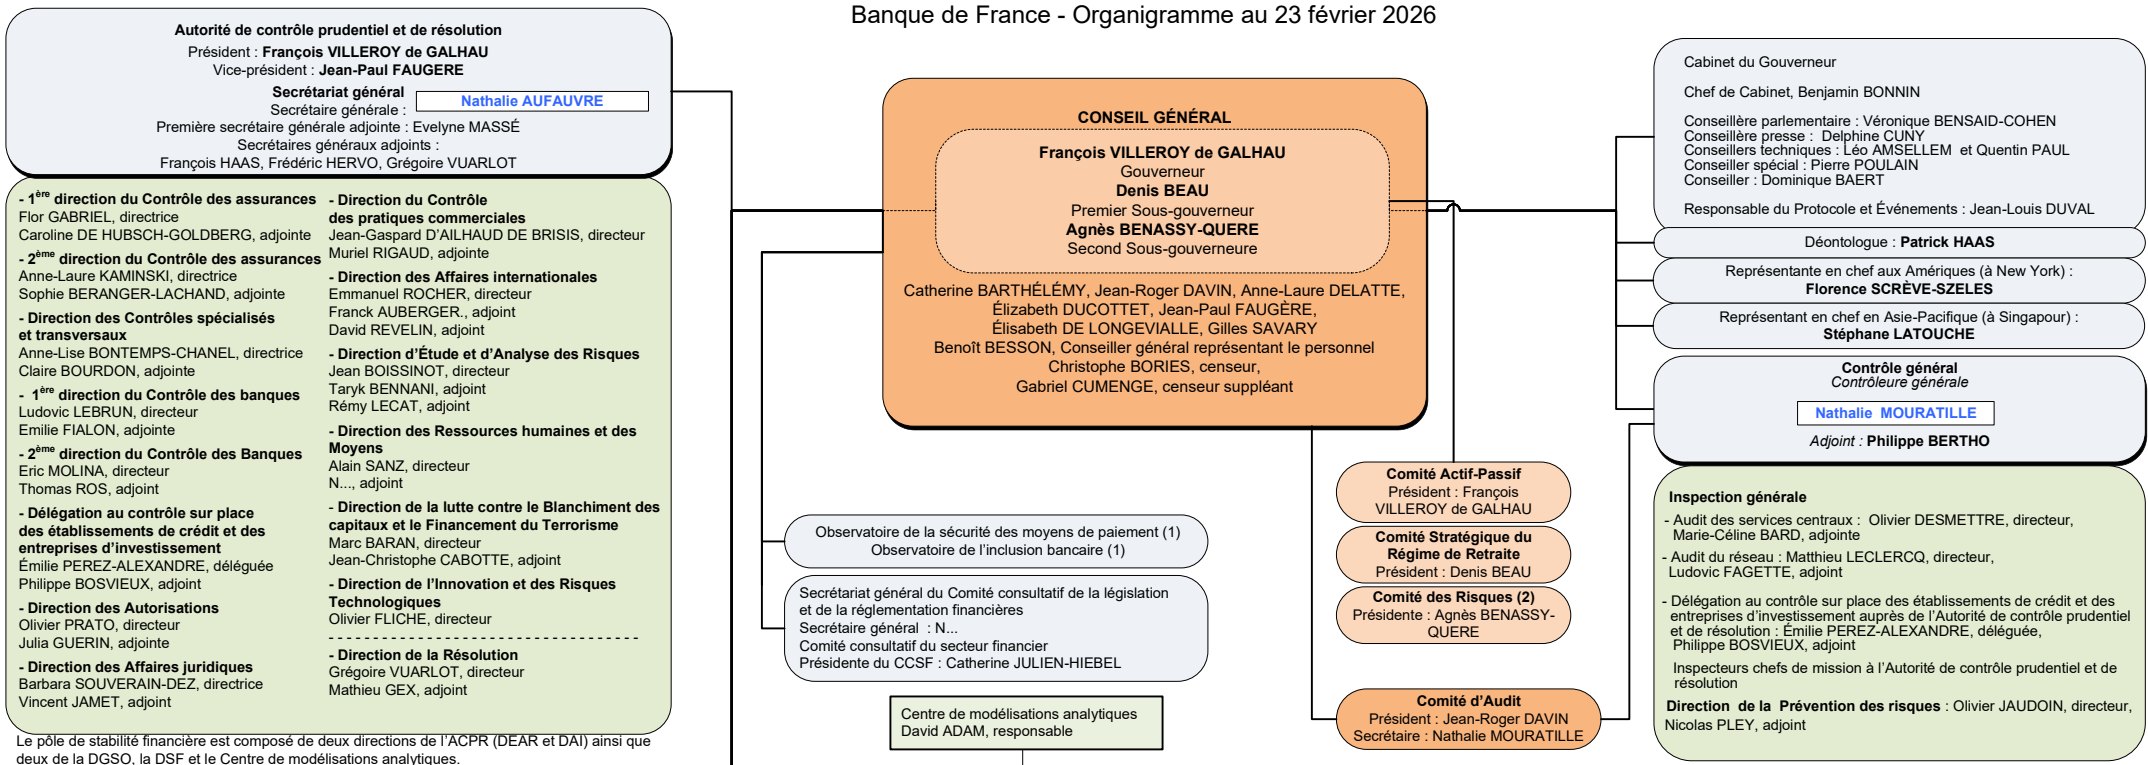 Banque de France - Organigramme au 23 février 2026
Autorité de contrôle prudentiel et de résolution
Président : François VILLEROY de GALHAU
Vice-président : Jean-Paul FAUGERE
Secrétariat général
Secrétaire générale : Nathalie AUFAUVRE
Première secrétaire générale adjointe : Evelyne MASSÉ
Secrétaires généraux adjoints :
François HAAS, Frédéric HERVO, Grégoire VUARLOT
- 1ère direction du Contrôle des assurances
Flor GABRIEL, directrice
Caroline DE HUBSCH-GOLDBERG, adjointe
- 2ème direction du Contrôle des assurances
Anne-Laure KAMINSKI, directrice
Sophie BERANGER-LACHAND, adjointe
- Direction des Contrôles spécialisés
et transversaux
Anne-Lise BONTEMPS-CHANEL, directrice
Claire BOURDON, adjointe
- 1ère direction du Contrôle des banques
Ludovic LEBRUN, directeur
Emilie FIALON, adjointe
- 2ème direction du Contrôle des Banques
Eric MOLINA, directeur
Thomas ROS, adjoint
- Délégation au contrôle sur place
des établissements de crédit et des
entreprises d'investissement
Émilie PEREZ-ALEXANDRE, déléguée
Philippe BOSVIEUX, adjoint
- Direction des Autorisations
Olivier PRATO, directeur
Julia GUERIN, adjointe
- Direction des Affaires juridiques
Barbara SOUVERAIN-DEZ, directrice
Vincent JAMET, adjoint
- Direction du Contrôle
des pratiques commerciales
Jean-Gaspard D'AILHAUD DE BRISIS, directeur
Muriel RIGAUD, adjointe
- Direction des Affaires internationales
Emmanuel ROCHER, directeur
Franck AUBERGER., adjoint
David REVELIN, adjoint
- Direction d'Étude et d'Analyse des Risques
Jean BOISSINOT, directeur
Taryk BENNANI, adjoint
Rémy LECAT, adjoint
- Direction des Ressources humaines et des
Moyens
Alain SANZ, directeur
N..., adjoint
- Direction de la lutte contre le Blanchiment des
capitaux et le Financement du Terrorisme
Marc BARAN, directeur
Jean-Christophe CABOTTE, adjoint
- Direction de l'Innovation et des Risques
Technologiques
Olivier FLICHE, directeur
- Direction de la Résolution
Grégoire VUARLOT, directeur
Mathieu GEX, adjoint
Le pôle de stabilité financière est composé de deux directions de l'ACPR (DEAR et DAI) ainsi que
deux de la DGSO, la DSF et le Centre de modélisations analytiques.
CONSEIL GÉNÉRAL
François VILLEROY de GALHAU
Gouverneur
Denis BEAU
Premier Sous-gouverneur
Agnès BENASSY-QUERE
Second Sous-gouverneure
Catherine BARTHÉLÉMY, Jean-Roger DAVIN, Anne-Laure DELATTE,
Élizabeth DUCOTTET, Jean-Paul FAUGÈRE,
Élisabeth DE LONGEVIALLE, Gilles SAVARY
Benoît BESSON, Conseiller général représentant le personnel
Christophe BORIES, censeur,
Gabriel CUMENGE, censeur suppléant
Observatoire de la sécurité des moyens de paiement (1)
Observatoire de l'inclusion bancaire (1)
Secrétariat général du Comité consultatif de la législation
et de la réglementation financières
Secrétaire général : N...
Comité consultatif du secteur financier
Présidente du CCSF : Catherine JULIEN-HIEBEL
Centre de modélisations analytiques
David ADAM, responsable
Comité Actif-Passif
Président : François
VILLEROY de GALHAU
Comité Stratégique du
Régime de Retraite
Président : Denis BEAU
Comité des Risques (2)
Présidente : Agnès BENASSY-
QUERE
Comité d'Audit
Président : Jean-Roger DAVIN
Secrétaire : Nathalie MOURATILLE
Cabinet du Gouverneur
Chef de Cabinet, Benjamin BONNIN
Conseillère parlementaire : Véronique BENSAID-COHEN
Conseillère presse : Delphine CUNY
Conseillers techniques : Léo AMSELLEM et Quentin PAUL
Conseiller spécial : Pierre POULAIN
Conseiller : Dominique BAERT
Responsable du Protocole et Événements : Jean-Louis DUVAL
Déontologue : Patrick HAAS
Représentante en chef aux Amériques (à New York) :
Florence SCRÈVE-SZELES
Représentant en chef en Asie-Pacifique (à Singapour) :
Stéphane LATOUCHE
Contrôle général
Contrôleure générale
Nathalie MOURATILLE
Adjoint : Philippe BERTHO
Inspection générale
- Audit des services centraux : Olivier DESMETTRE, directeur,
Marie-Céline BARD, adjointe
- Audit du réseau : Matthieu LECLERCQ, directeur,
Ludovic FAGETTE, adjoint
- Délégation au contrôle sur place des établissements de crédit et des
entreprises d'investissement auprès de l'Autorité de contrôle prudentiel
et de résolution : Émilie PEREZ-ALEXANDRE, déléguée,
Philippe BOSVIEUX, adjoint
Inspecteurs chefs de mission à l'Autorité de contrôle prudentiel et de
résolution
Direction de la Prévention des risques : Olivier JAUDOIN, directeur,
Nicolas PLEY, adjoint